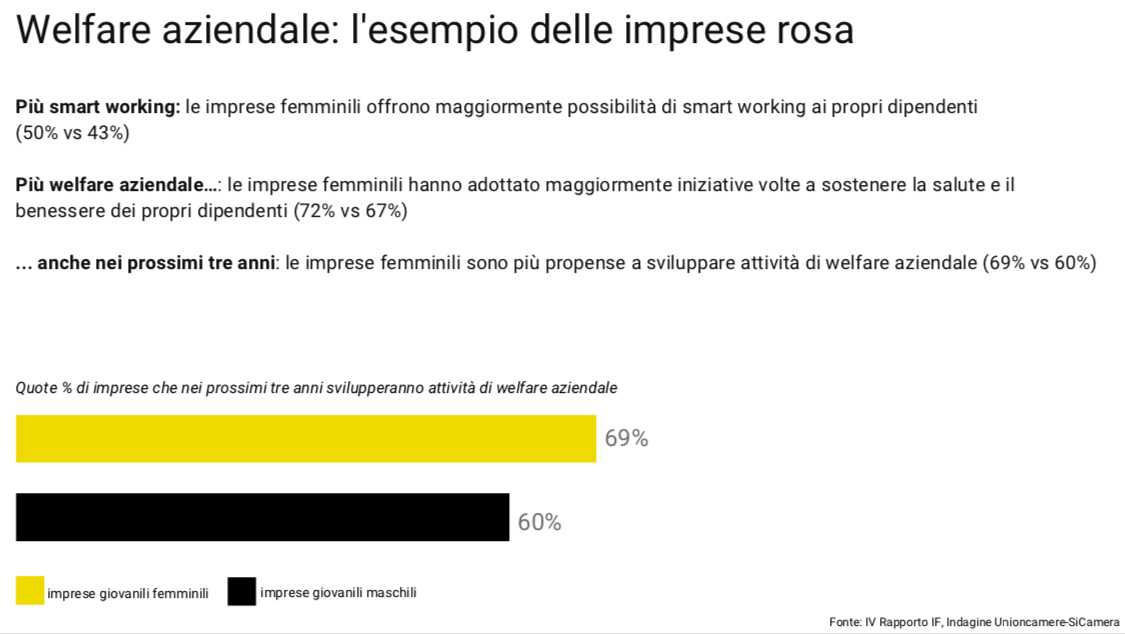 Welfare aziendale: l'esempio delle imprese rosa
Più smart working: le imprese femminili offrono maggiormente possibilità di smart working ai propri dipendenti
(50% vs 43%)
Più welfare aziendale…: le imprese femminili hanno adottato maggiormente iniziative volte a sostenere la salute e il
benessere dei propri dipendenti (72% vs 67%)
… anche nei prossimi tre anni: le imprese femminili sono più propense a sviluppare attività di welfare aziendale (69% vs 60%)
Quote % di imprese che nei prossimi tre anni svilupperanno attività di welfare aziendale
69%
60%
imprese giovanili femminili
imprese giovanili maschili
Fonte: IV Rapporto IF, Indagine Unioncamere-SiCamera